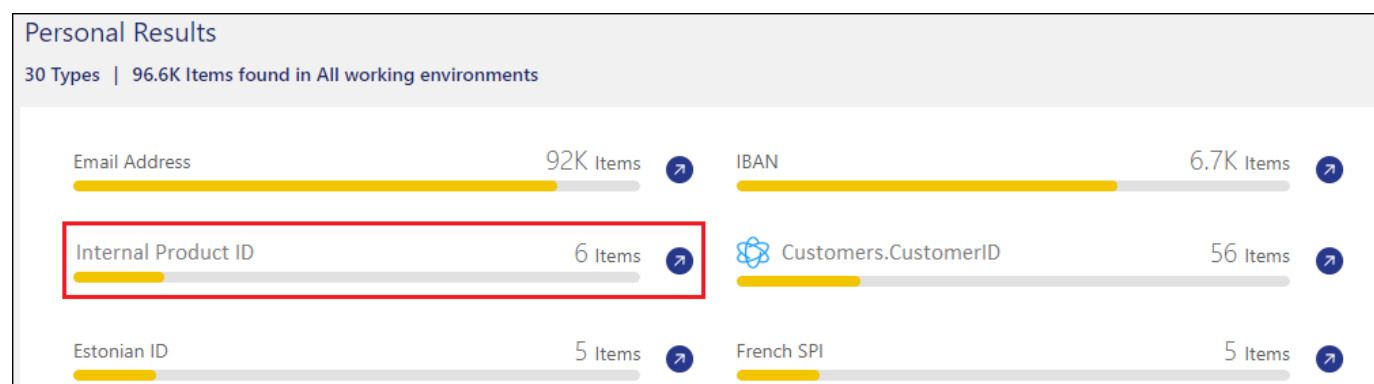 Personal Results
30 Types | 96.6K Items found in All working environments
Email Address 92K Items
IBAN 6.7K Items
Internal Product ID 6 Items
Customers.CustomerID 56 Items
Estonian ID 5 Items
French SPI 5 Items